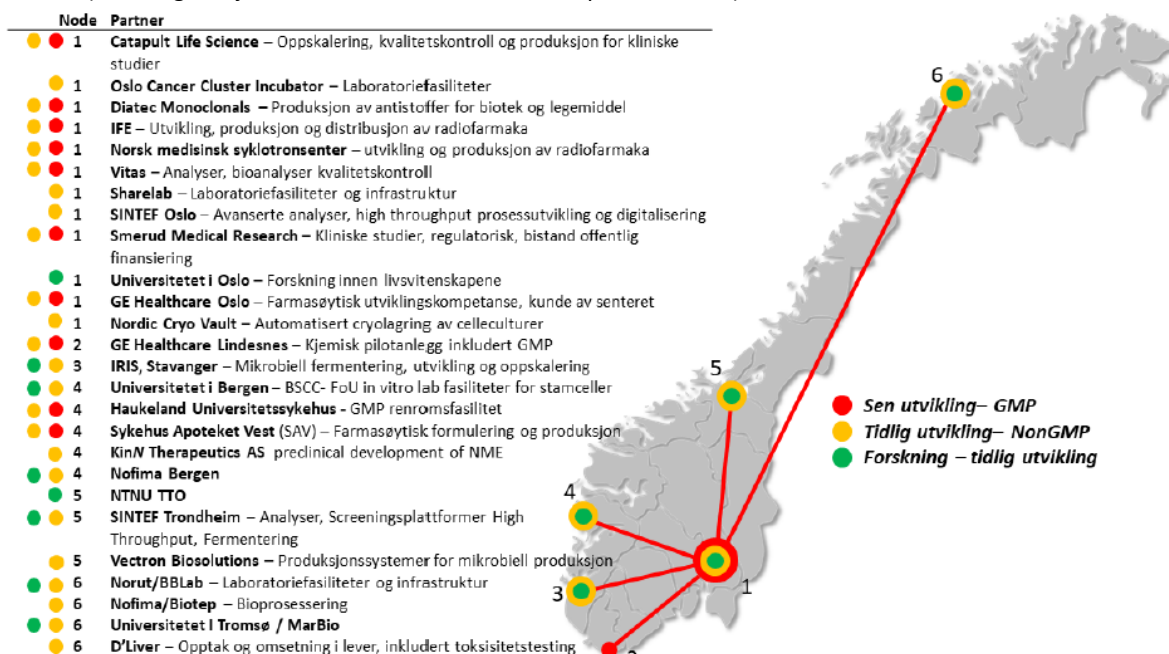 Node Partner
1 Catapult Life Science – Oppskalering, kvalitetskontroll og produksjon for kliniske
studier
1 Oslo Cancer Cluster Incubator – Laboratoriefasiliteter
1 Diatec Monoclonals – Produksjon av antistoffer for biotek og legemiddel
1 IFE – Utvikling, produksjon og distribusjon av radiofarmaka
1 Norsk medisinsk syklotronsenter – utvikling og produksjon av radiofarmaka
1 Vitas – Analyser, bioanalyser kvalitetskontroll
1 Sharelab – Laboratoriefasiliteter og infrastruktur
1 SINTEF Oslo – Avanserte analyser, high throughput prosessutvikling og digitalisering
1 Smerud Medical Research – Kliniske studier, regulatorisk, bistand offentlig
finansiering
1 Universitetet i Oslo – Forskning innen livsvitenskapene
1 GE Healthcare Oslo – Farmasøytisk utviklingskompetanse, kunde av senteret
1 Nordic Cryo Vault – Automatisert cryolagring av celleculturer
2 GE Healthcare Lindesnes – Kjemisk pilotanlegg inkludert GMP
3 IRIS, Stavanger – Mikrobiell fermentering, utvikling og oppskalering
4 Universitetet i Bergen – BSCC- FoU in vitro lab fasiliteter for stamceller
4 Haukeland Universitetssykehus - GMP renromsfasilitet
4 Sykehus Apoteket Vest (SAV) – Farmasøytisk formulering og produksjon
4 KinN Therapeutics AS preclinical development of NME
4 Nofima Bergen
5 NTNU TTO
5 SINTEF Trondheim – Analyser, Screeningsplattformer High
Throughput, Fermentering
5 Vectron Biosolutions – Produksjonssystemer for mikrobiell produksjon
6 Norut/BBLab – Laboratoriefasiliteter og infrastruktur
6 Nofima/Biotep – Bioprosessering
6 Universitetet I Tromsø / MarBio
6 D'Liver – Opptak og omsetning i lever, inkludert toksisitetstesting
6
5
4
3
1
Sen utvikling– GMP
Tidlig utvikling– NonGMP
Forskning – tidlig utvikling